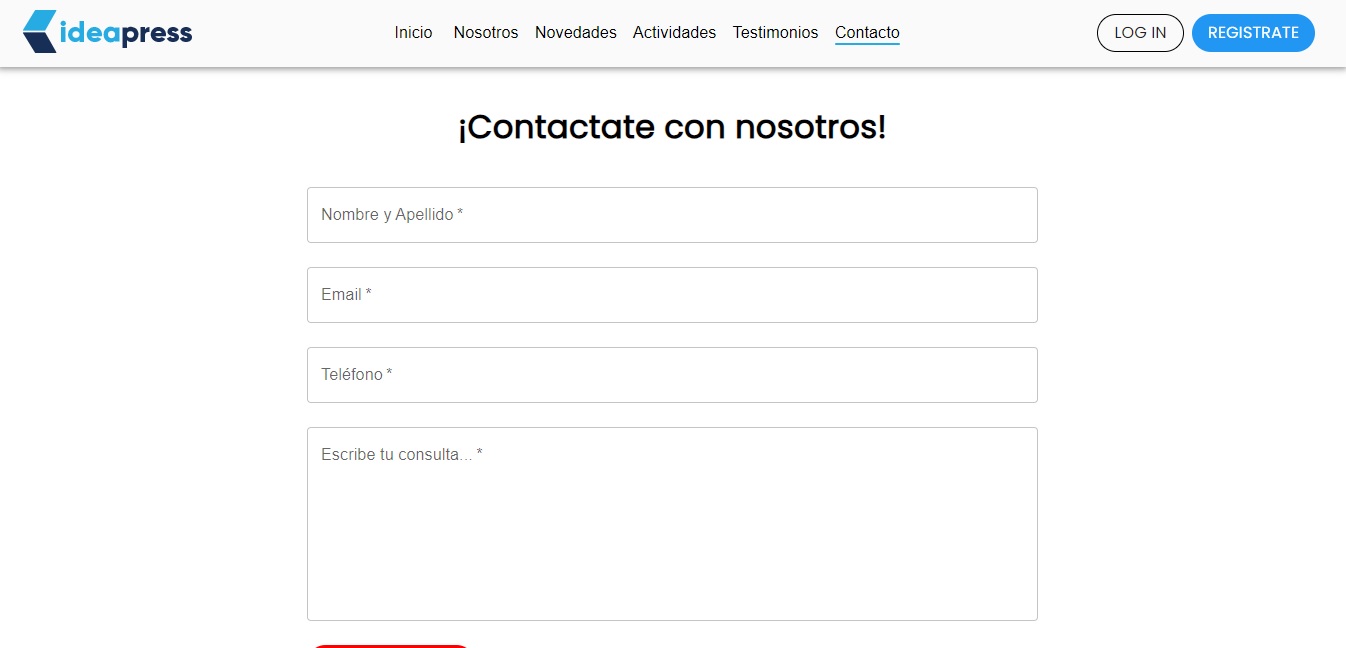 ideapress
Inicio Nosotros Novedades Actividades Testimonios Contacto
LOG IN REGISTRATE
¡Contactate con nosotros!
Nombre y Apellido *
Email *
Teléfono *
Escribe tu consulta... *